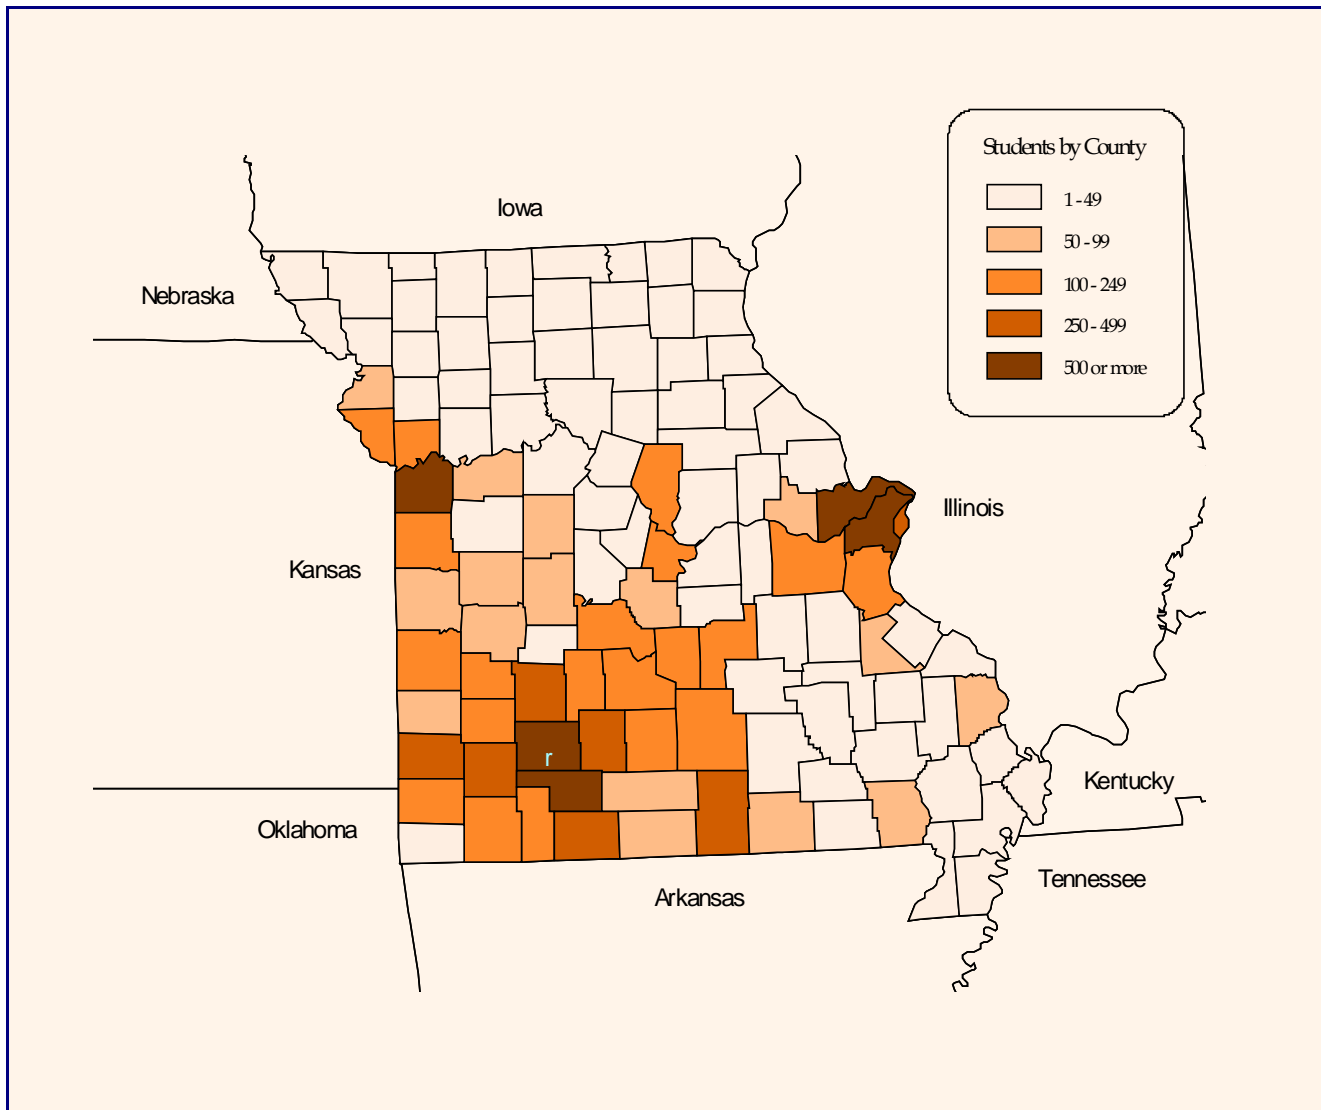 Students by County
1 - 49
50 - 99
100 - 249
250 - 499
500 or more
Iowa
Nebraska
Illinois
Kansas
r
Kentucky
Oklahoma
Tennessee
Arkansas